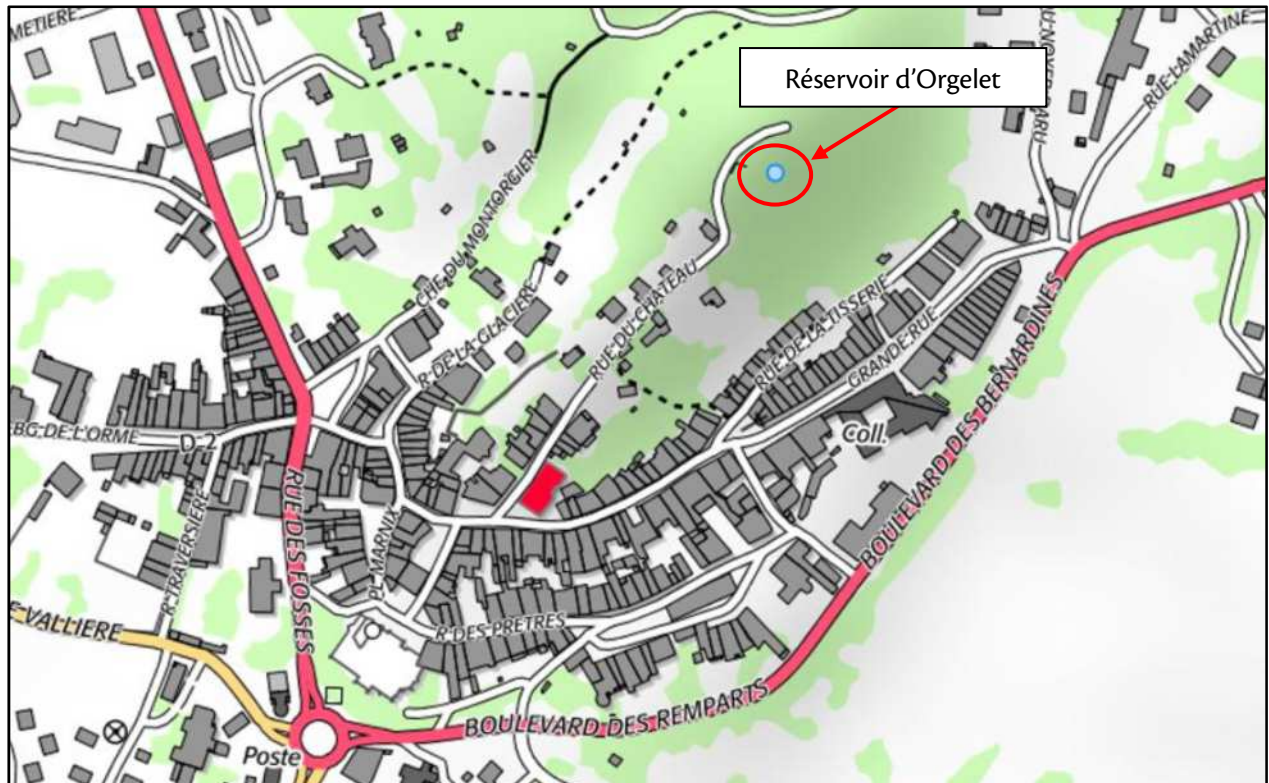 METIERE
Réservoir d'Orgelet
RUE LAMARTINE
CHE DU MONTORGIER
R DE LA GLACIERE
RUE DU CHATEAU
RUE DE LA TISSERIE
GRANDE RUE
BG DE L'ORME
D 2
Coll.
RUE DES FOSSES
R TRAVERSIERE
PL MARNIX
BOULEVARD DES BERNARDINES
R DES PRETRES
E VALLIERE
BOULEVARD DES REMPARTS
Poste